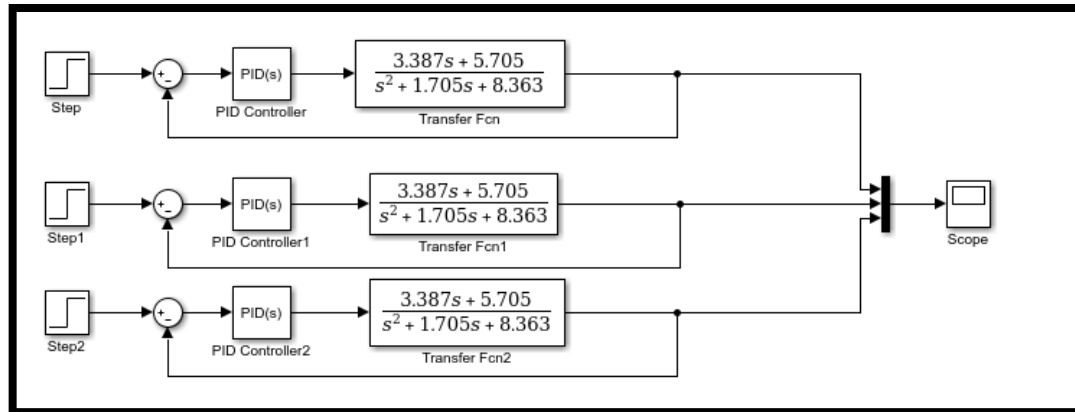 3.387s + 5.705
s² + 1.705s + 8.363
+
−
PID(s)
Step
PID Controller
Transfer Fcn
3.387s + 5.705
s² + 1.705s + 8.363
+
−
PID(s)
Step1
PID Controller1
Transfer Fcn1
Scope
3.387s + 5.705
s² + 1.705s + 8.363
+
−
PID(s)
Step2
PID Controller2
Transfer Fcn2